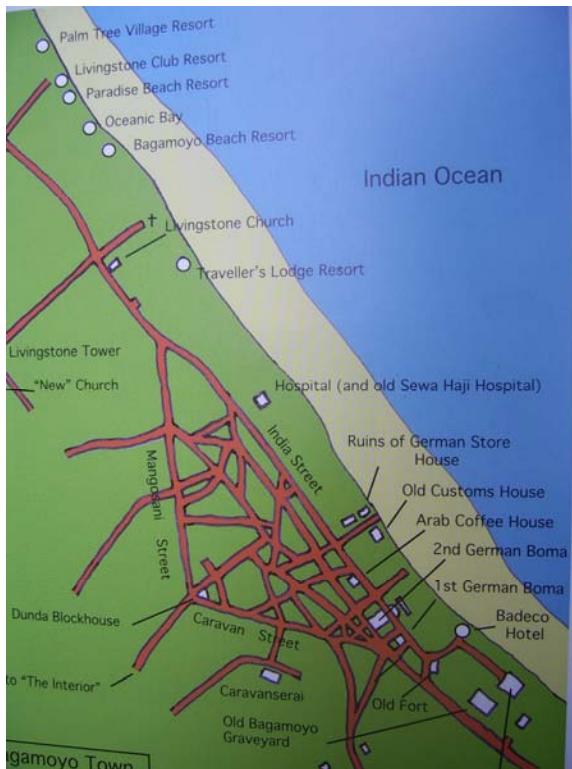 Palm Tree Village Resort
Livingstone Club Resort
Paradise Beach Resort
Oceanic Bay
Bagamoyo Beach Resort
Indian Ocean
Livingstone Church
Traveller's Lodge Resort
Livingstone Tower
"New" Church
Hospital (and old Sewa Haji Hospital)
India Street
Ruins of German Store
House
Mangosani
Street
Old Customs House
Arab Coffee House
2nd German Boma
1st German Boma
Dunda Blockhouse
Caravan Street
Badeco
Hotel
to "The Interior"
Caravanserai
Old Fort
Old Bagamoyo
Graveyard
agamoyo Town